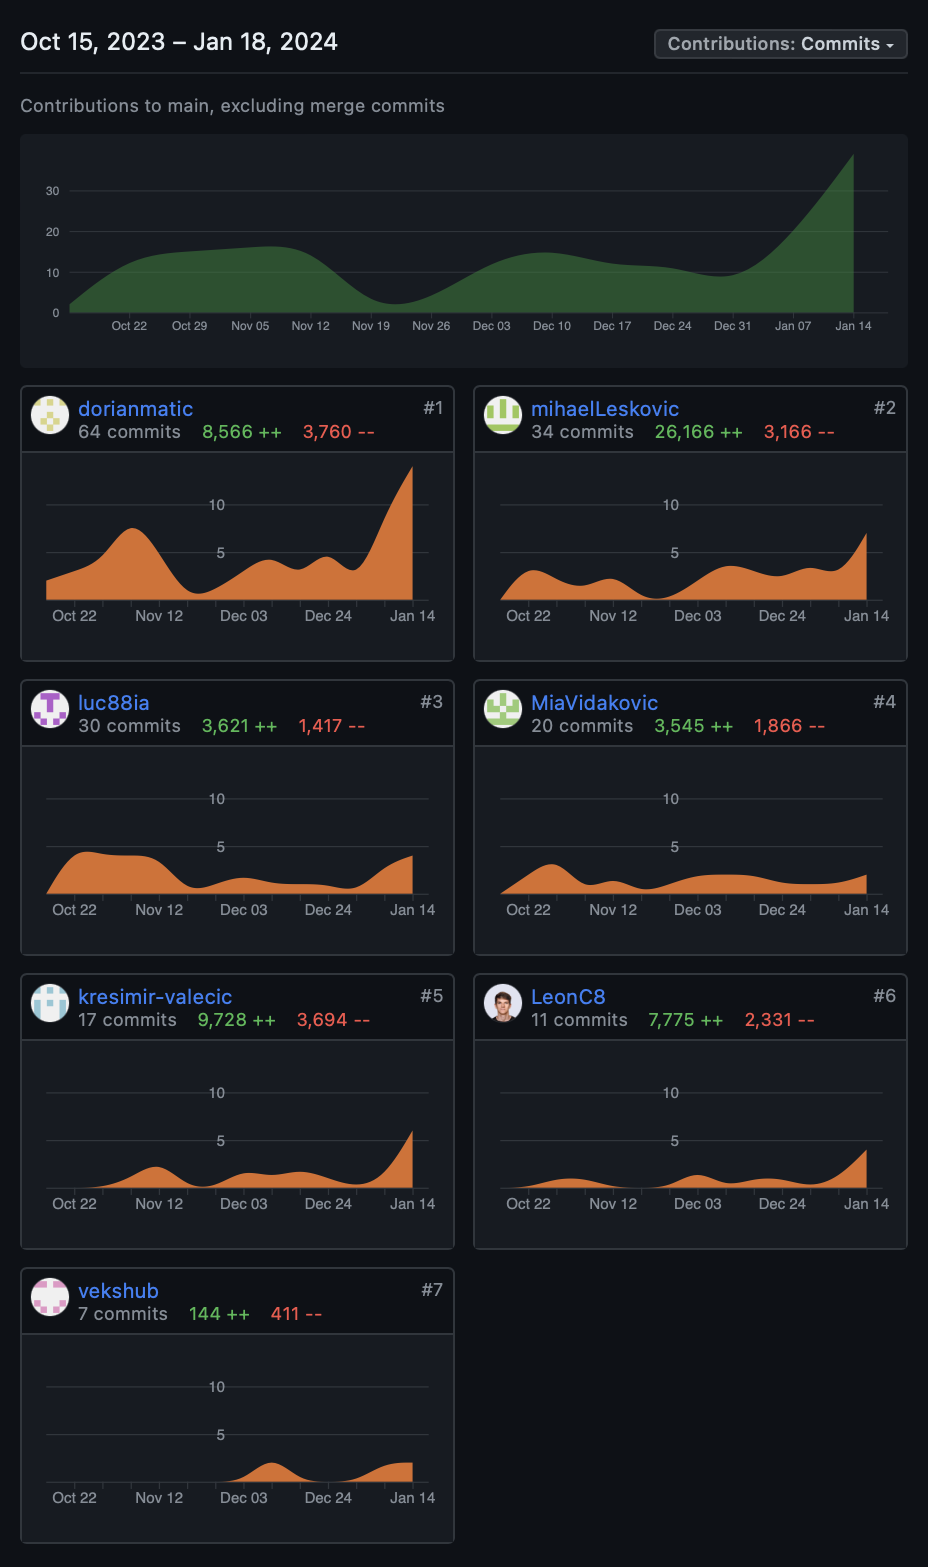 Oct 15, 2023 – Jan 18, 2024
Contributions: Commits
Contributions to main, excluding merge commits
30
20
10
0
Oct 22 Oct 29 Nov 05 Nov 12 Nov 19 Nov 26 Dec 03 Dec 10 Dec 17 Dec 24 Dec 31 Jan 07 Jan 14
dorianmatic #1
64 commits 8,566 ++ 3,760 --
10
5
Oct 22 Nov 12 Dec 03 Dec 24 Jan 14
mihaelLeskovic #2
34 commits 26,166 ++ 3,166 --
10
5
Oct 22 Nov 12 Dec 03 Dec 24 Jan 14
luc88ia #3
30 commits 3,621 ++ 1,417 --
10
5
Oct 22 Nov 12 Dec 03 Dec 24 Jan 14
MiaVidakovic #4
20 commits 3,545 ++ 1,866 --
10
5
Oct 22 Nov 12 Dec 03 Dec 24 Jan 14
kresimir-valecic #5
17 commits 9,728 ++ 3,694 --
10
5
Oct 22 Nov 12 Dec 03 Dec 24 Jan 14
LeonC8 #6
11 commits 7,775 ++ 2,331 --
10
5
Oct 22 Nov 12 Dec 03 Dec 24 Jan 14
vekshub #7
7 commits 144 ++ 411 --
10
5
Oct 22 Nov 12 Dec 03 Dec 24 Jan 14